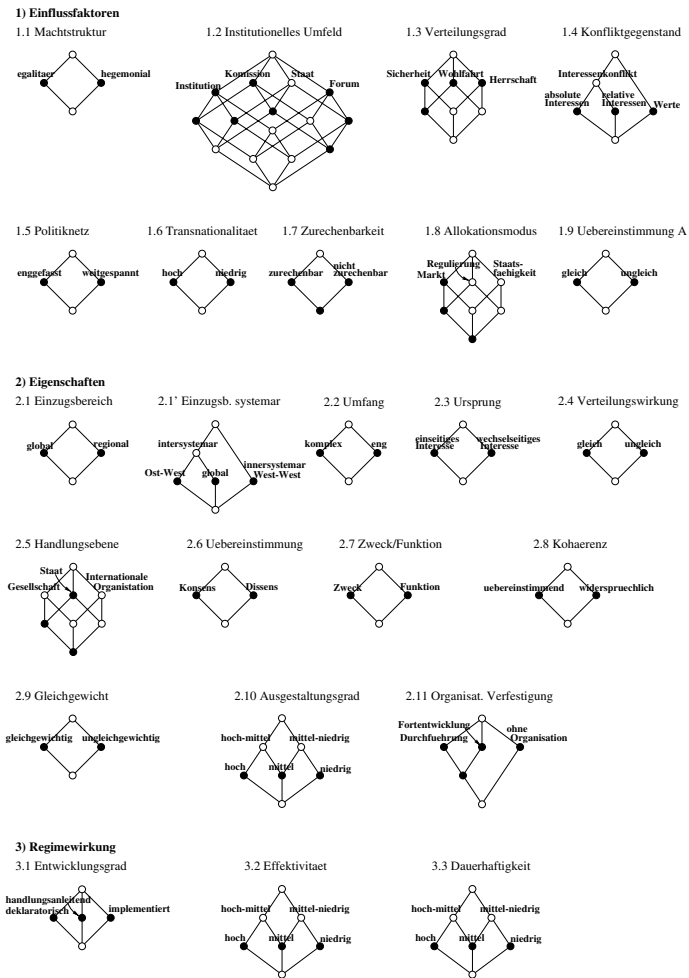 1) Einflussfaktoren
1.1 Machtstruktur
1.2 Institutionelles Umfeld
1.3 Verteilungsgrad
1.4 Konfliktgegenstand
egalitaer
hegemonial
Institution
Komission
Staat
Forum
Sicherheit
Wohlfahrt
Herrschaft
Interessenkonflikt
absolute
Interessen
relative
Interessen
Werte
1.5 Politiknetz
1.6 Transnationalitaet
1.7 Zurechenbarkeit
1.8 Allokationsmodus
1.9 Uebereinstimmung A
enggefasst
weitgespannt
hoch
niedrig
zurechenbar
nicht
zurechenbar
Regulierung
Markt
Staats-
faehigkeit
gleich
ungleich
2) Eigenschaften
2.1 Einzugsbereich
2.1' Einzugsb. systemar
2.2 Umfang
2.3 Ursprung
2.4 Verteilungswirkung
global
regional
intersystemar
Ost-West
global
innersystemar
West-West
komplex
eng
einseitiges
Interesse
wechselseitiges
Interesse
gleich
ungleich
2.5 Handlungsebene
2.6 Uebereinstimmung
2.7 Zweck/Funktion
2.8 Kohaerenz
Staat
Gesellschaft
Internationale
Organistation
Konsens
Dissens
Zweck
Funktion
uebereinstimmend
widerspruechlich
2.9 Gleichgewicht
2.10 Ausgestaltungsgrad
2.11 Organisat. Verfestigung
gleichgewichtig
ungleichgewichtig
hoch-mittel
mittel-niedrig
hoch
mittel
niedrig
Fortentwicklung
Durchfuehrung
ohne
Organisation
3) Regimewirkung
3.1 Entwicklungsgrad
3.2 Effektivitaet
3.3 Dauerhaftigkeit
handlungsanleitend
deklaratorisch
implementiert
hoch-mittel
mittel-niedrig
hoch
mittel
niedrig
hoch-mittel
mittel-niedrig
hoch
mittel
niedrig